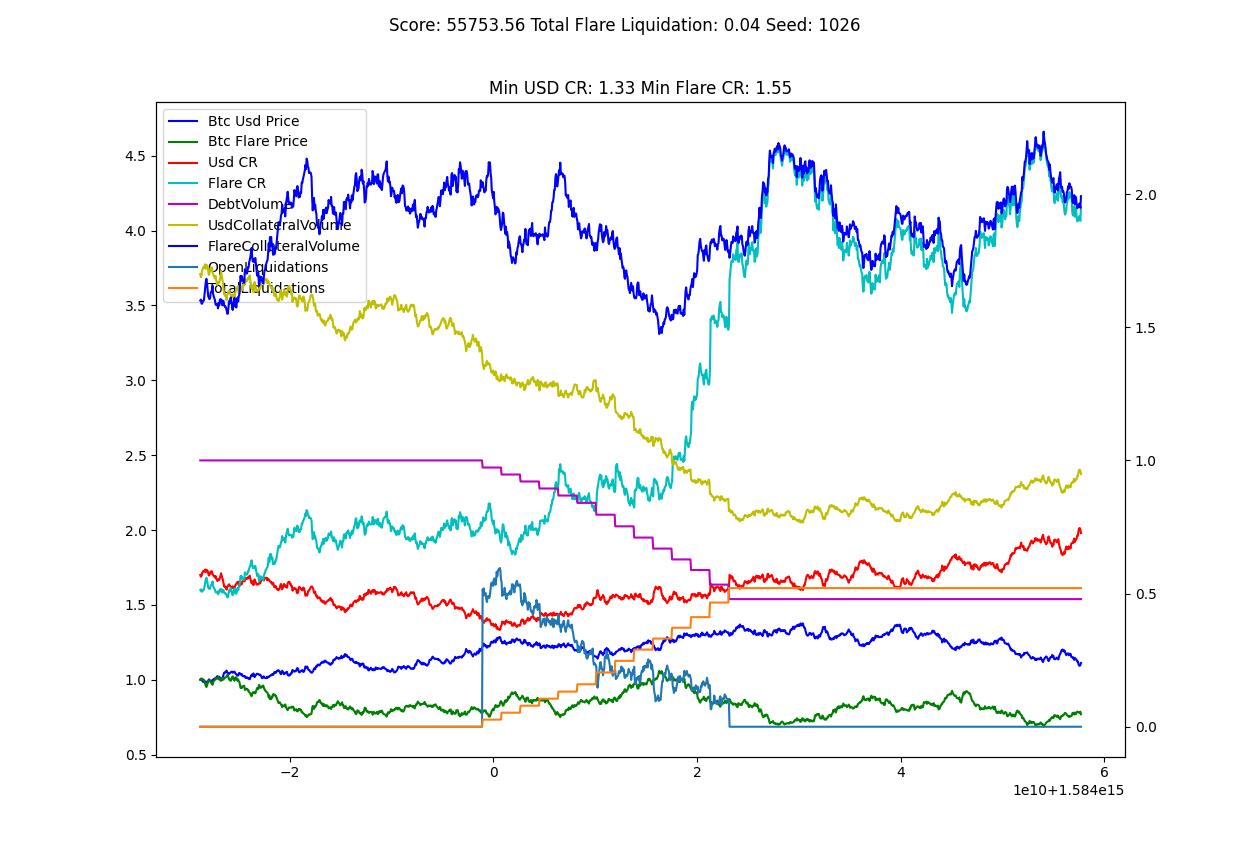 Score: 55753.56 Total Flare Liquidation: 0.04 Seed: 1026
Min USD CR: 1.33 Min Flare CR: 1.55
Btc Usd Price
Btc Flare Price
Usd CR
Flare CR
DebtVolume
UsdCollateralVolume
FlareCollateralVolume
OpenLiquidations
TotalLiquidations
4.5
4.0
3.5
3.0
2.5
2.0
1.5
1.0
0.5
2.0
1.5
1.0
0.5
0.0
−2 0 2 4 6
1e10+1.584e15